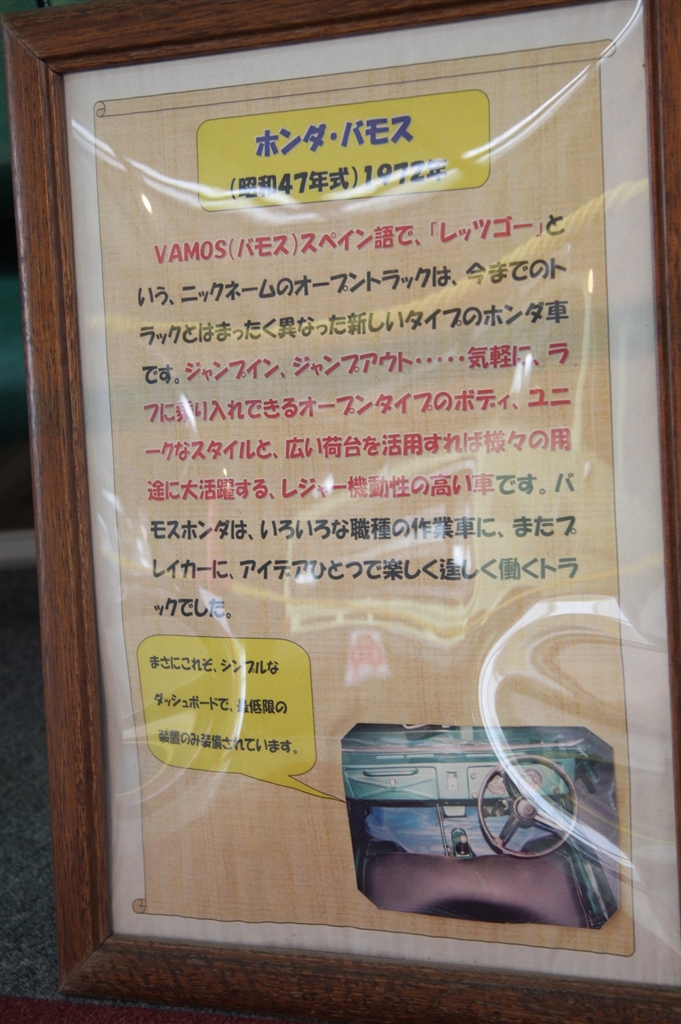 ホンダ・バモス
(昭和47年式)1972年
VAMOS(バモス)スペイン語で、「レッツゴー」と
いう、ニックネームのオープントラックは、今までのト
ラックとはまったく異なった新しいタイプのホンダ車
です。ジャンプイン、ジャンプアウト・・・・・気軽に、ラ
フに乗り入れできるオープンタイプのボディ、ユニ
ークなスタイルと、広い荷台を活用すれば様々の用
途に大活躍する、レジャー機動性の高い車です。バ
モスホンダは、いろいろな職種の作業車に、またプ
レイカーに、アイデアひとつで楽しく逞しく働くトラ
ックでした。
まさにこれぞ、シンプルな
ダッシュボードで、最低限の
装置のみ装備されています。